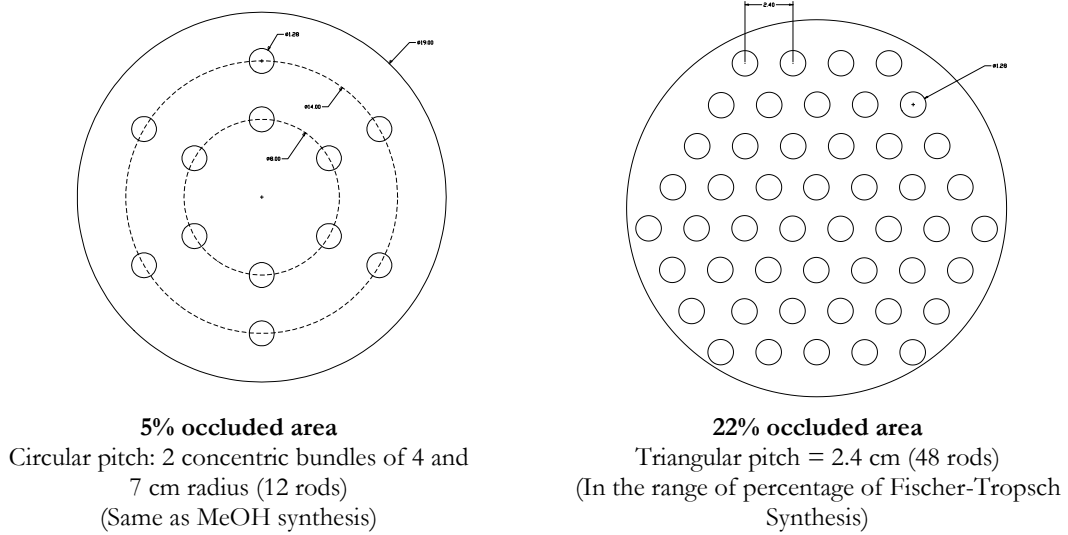 ø1.28
ø19.00
ø14.00
ø8.00
5% occluded area
Circular pitch: 2 concentric bundles of 4 and
7 cm radius (12 rods)
(Same as MeOH synthesis)
2.40
ø1.28
22% occluded area
Triangular pitch = 2.4 cm (48 rods)
(In the range of percentage of Fischer-Tropsch
Synthesis)